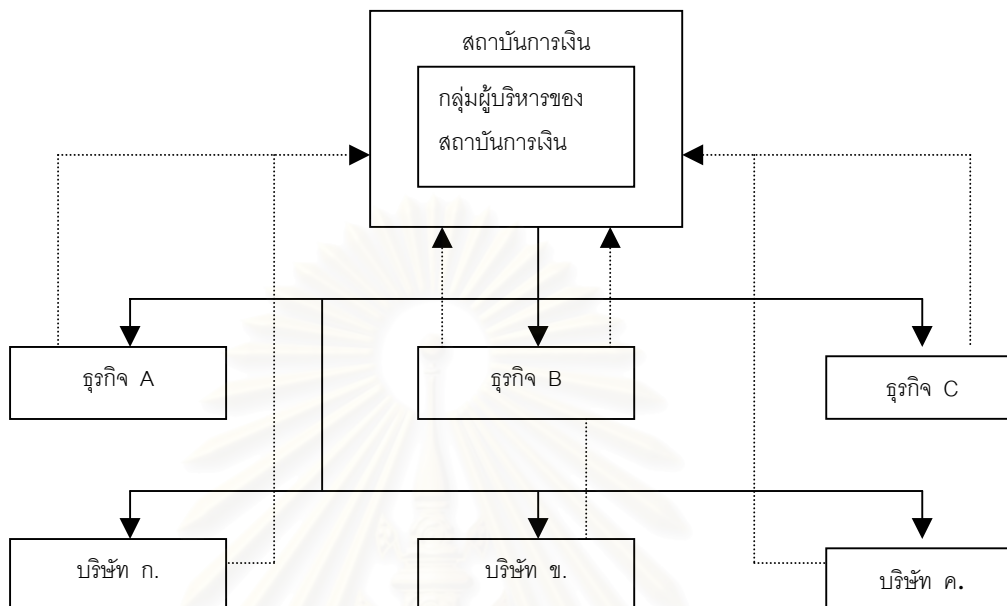 สถาบันการเงิน
กลุ่มผู้บริหารของ
สถาบันการเงิน
ธุรกิจ A
ธุรกิจ B
ธุรกิจ C
บริษัท ก.
บริษัท ข.
บริษัท ค.